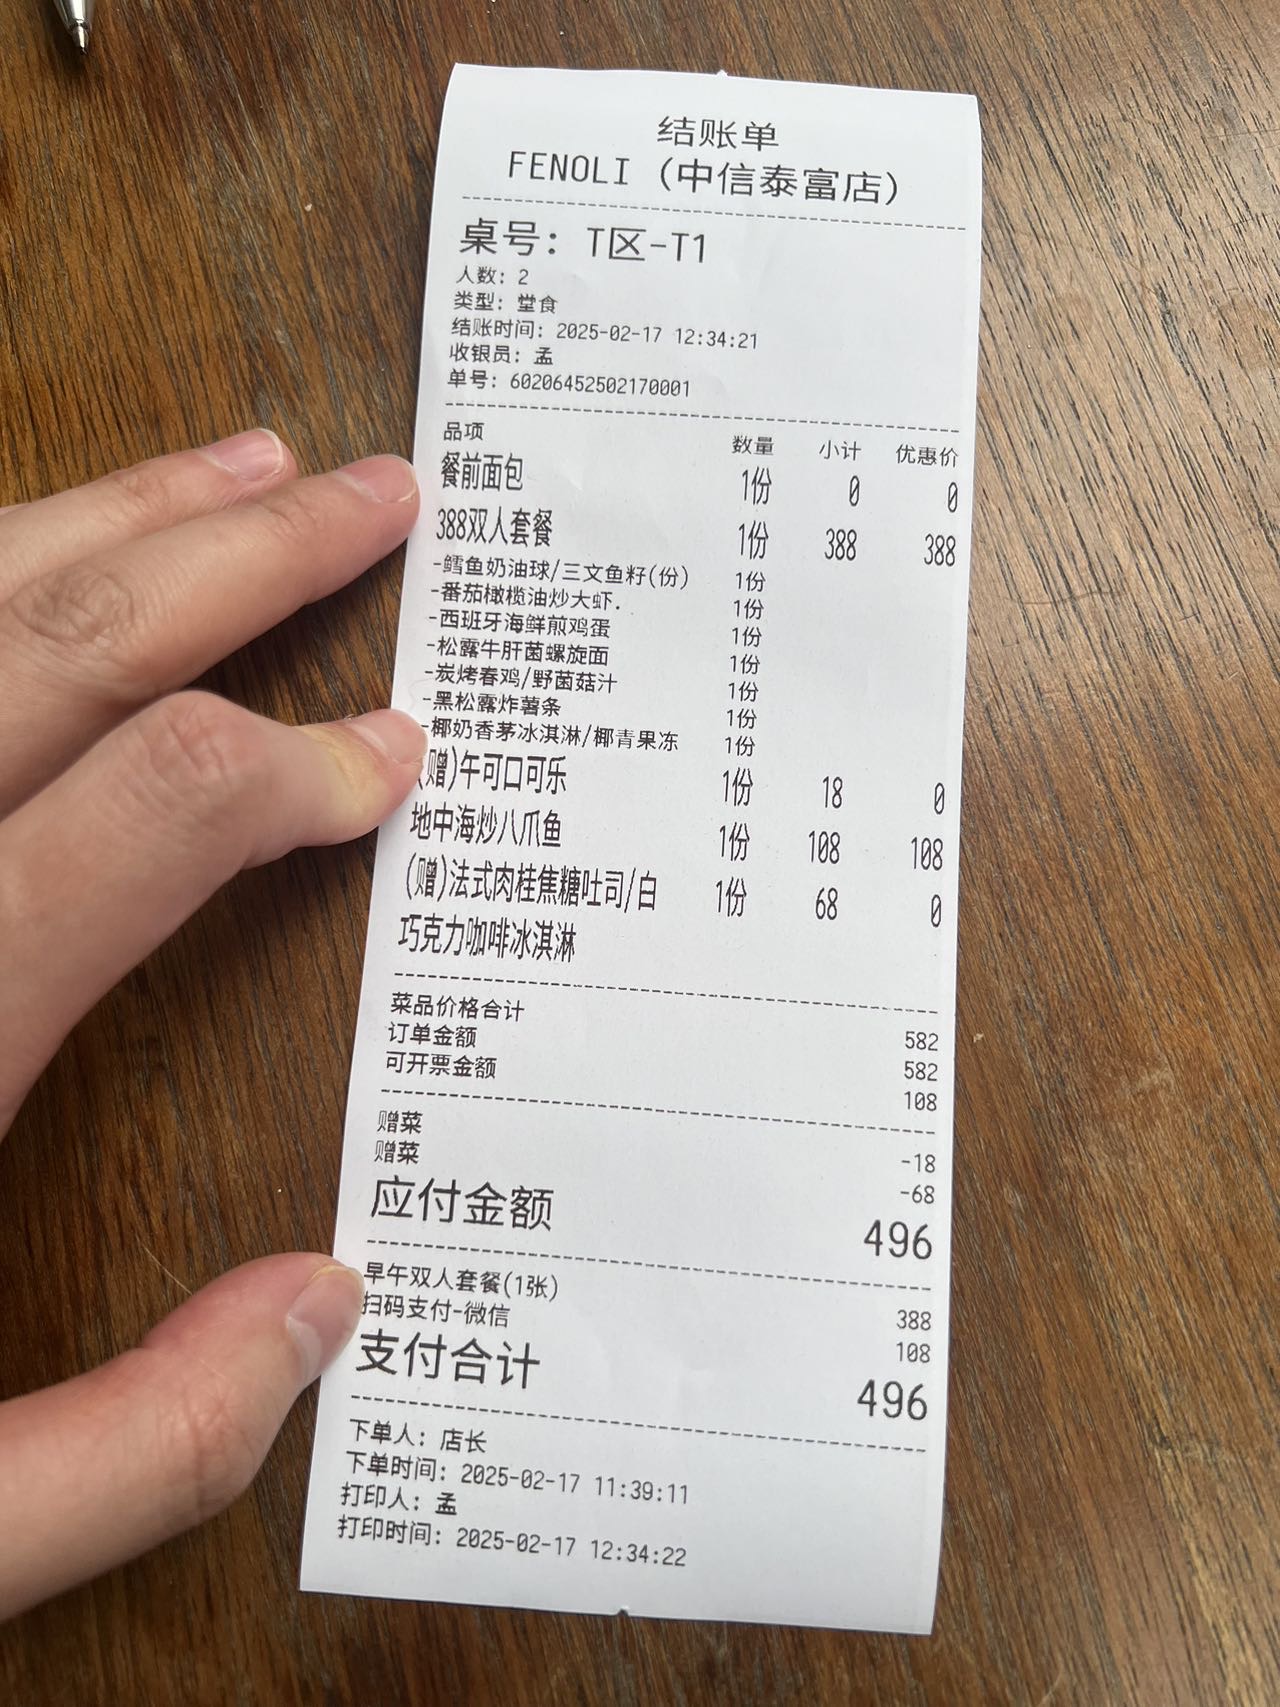 结账单
FENOLI (中信泰富店)
桌号: T区-T1
人数: 2
类型: 堂食
结账时间: 2025-02-17 12:34:21
收银员: 孟
单号: 60206452502170001
品项 数量 小计 优惠价
餐前面包 1份 0 0
388双人套餐 1份 388 388
-鳕鱼奶油球/三文鱼籽(份) 1份
-番茄橄榄油炒大虾. 1份
-西班牙海鲜煎鸡蛋 1份
-松露牛肝菌螺旋面 1份
-炭烤春鸡/野菌菇汁 1份
-黑松露炸薯条 1份
-椰奶香茅冰淇淋/椰青果冻 1份
(赠)午可口可乐 1份 18 0
地中海炒八爪鱼 1份 108 108
(赠)法式肉桂焦糖吐司/白 1份 68 0
巧克力咖啡冰淇淋
菜品价格合计 582
订单金额 582
可开票金额 108
赠菜 -18
赠菜 -68
应付金额 496
早午双人套餐(1张) 388
扫码支付-微信 108
支付合计 496
下单人: 店长
下单时间: 2025-02-17 11:39:11
打印人: 孟
打印时间: 2025-02-17 12:34:22